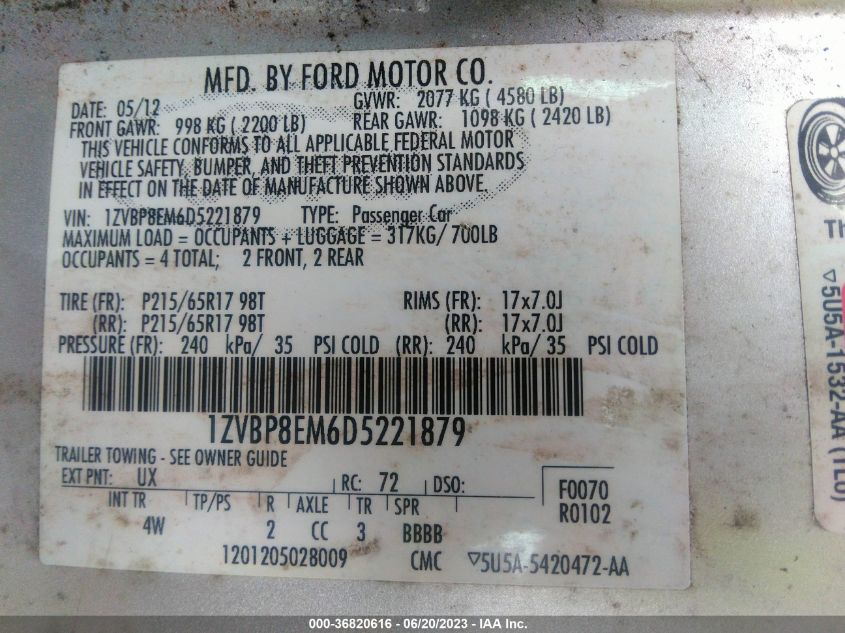 MFD. BY FORD MOTOR CO.
DATE: 05/12 GVWR: 2077 KG ( 4580 LB)
FRONT GAWR: 998 KG ( 2200 LB) REAR GAWR: 1098 KG ( 2420 LB)
THIS VEHICLE CONFORMS TO ALL APPLICABLE FEDERAL MOTOR
VEHICLE SAFETY, BUMPER, AND THEFT PREVENTION STANDARDS
IN EFFECT ON THE DATE OF MANUFACTURE SHOWN ABOVE.
VIN: 1ZVBP8EM6D5221879 TYPE: Passenger Car
MAXIMUM LOAD = OCCUPANTS + LUGGAGE = 317KG/ 700LB
OCCUPANTS = 4 TOTAL; 2 FRONT, 2 REAR
TIRE (FR): P215/65R17 98T RIMS (FR): 17x7.0J
(RR): P215/65R17 98T (RR): 17x7.0J
PRESSURE (FR): 240 kPa/ 35 PSI COLD (RR): 240 kPa/ 35 PSI COLD
1ZVBP8EM6D5221879
TRAILER TOWING - SEE OWNER GUIDE
EXT PNT: UX RC: 72 DSO: F0070
INT TR TP/PS R AXLE TR SPR R0102
4W 2 CC 3 BBBB
1201205028009 CMC ▽5U5A-5420472-AA
Th
▽5U5A-1532-AA (TL0)
000-36820616 - 06/20/2023 - IAA Inc.